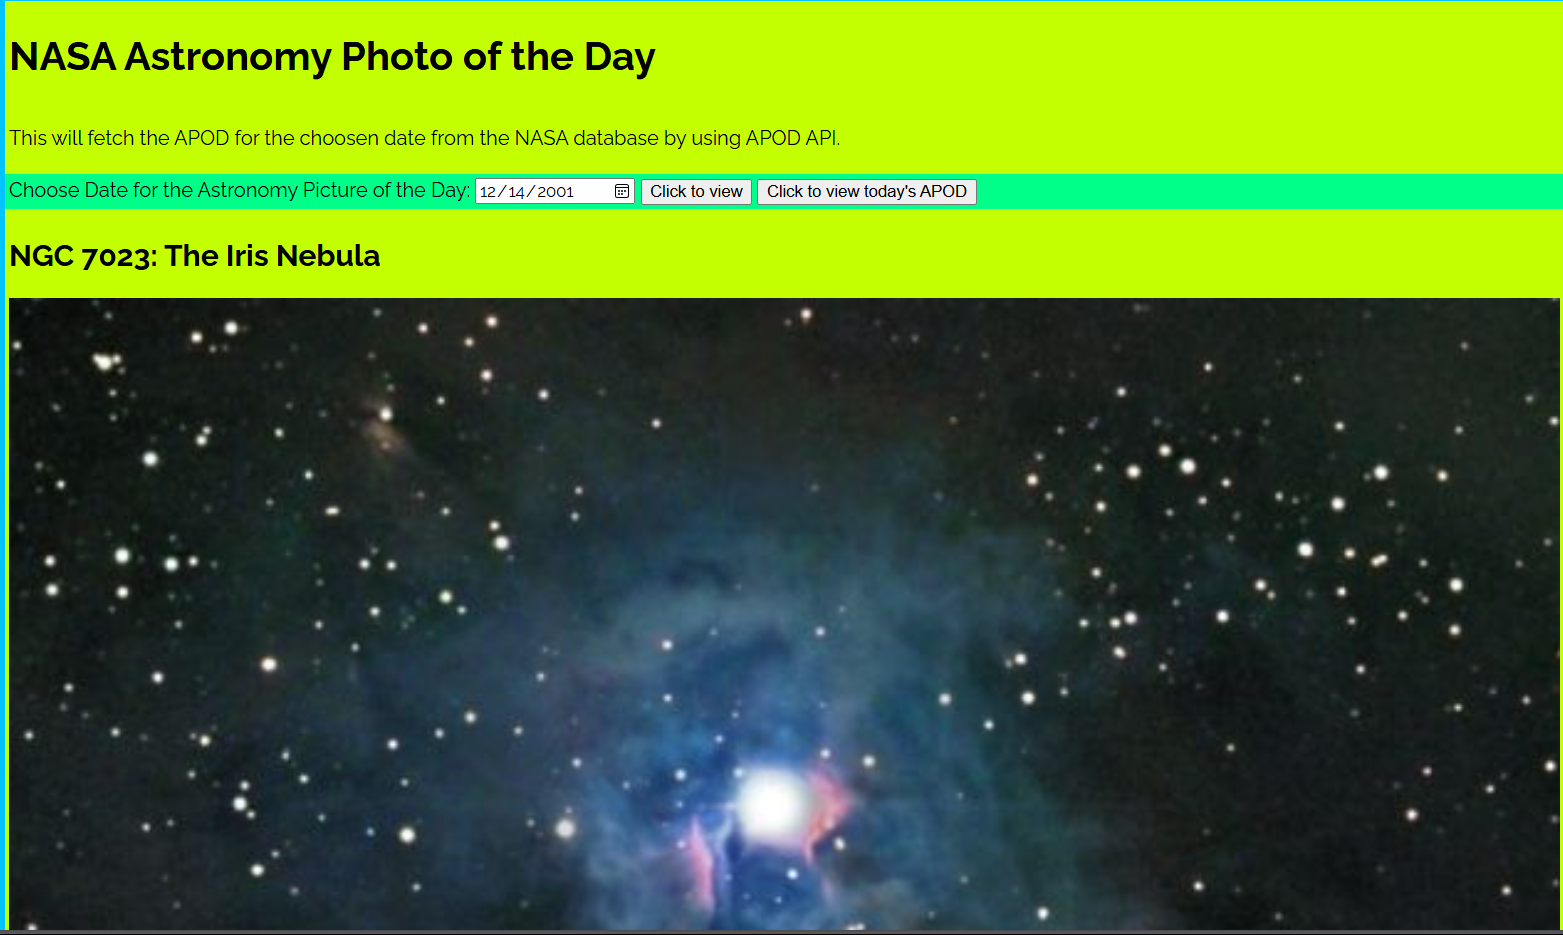 NASA Astronomy Photo of the Day
This will fetch the APOD for the choosen date from the NASA database by using APOD API.
Choose Date for the Astronomy Picture of the Day: 12/14/2001 Click to view Click to view today's APOD
NGC 7023: The Iris Nebula